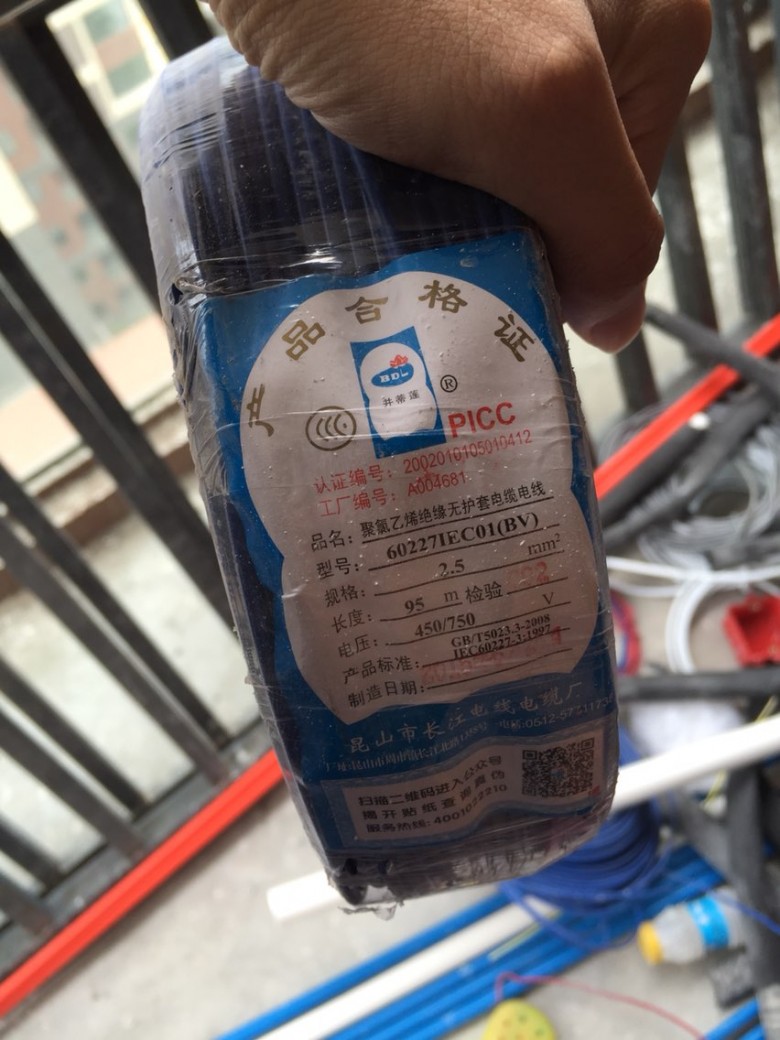 产品合格证
BDL
并蒂莲
®
PICC
认证编号: 2002010105010412
工厂编号: A004681
品名: 聚氯乙烯绝缘无护套电缆电线
型号: 60227IEC01(BV)
规格: 2.5 mm²
长度: 95 m 检验
电压: 450/750 V
产品标准: GB/T5023.3-2008
IEC60227-3:1997
制造日期:
昆山市长江电线电缆厂
扫描二维码进入公众号
揭开贴纸查询真伪
服务热线: 4001022210